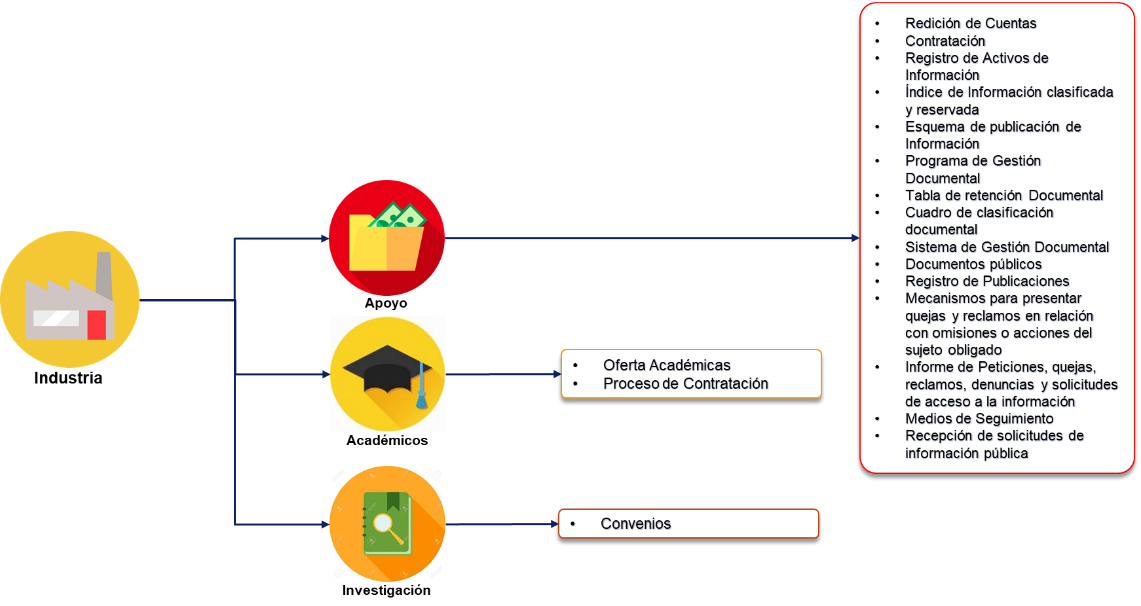 • Redición de Cuentas
• Contratación
• Registro de Activos de
Información
• Índice de Información clasificada
y reservada
• Esquema de publicación de
Información
• Programa de Gestión
Documental
• Tabla de retención Documental
• Cuadro de clasificación
documental
• Sistema de Gestión Documental
• Documentos públicos
• Registro de Publicaciones
• Mecanismos para presentar
quejas y reclamos en relación
con omisiones o acciones del
sujeto obligado
• Informe de Peticiones, quejas,
reclamos, denuncias y solicitudes
de acceso a la información
• Medios de Seguimiento
• Recepción de solicitudes de
información pública
Apoyo
Industria
• Oferta Académicas
• Proceso de Contratación
Académicos
• Convenios
Investigación